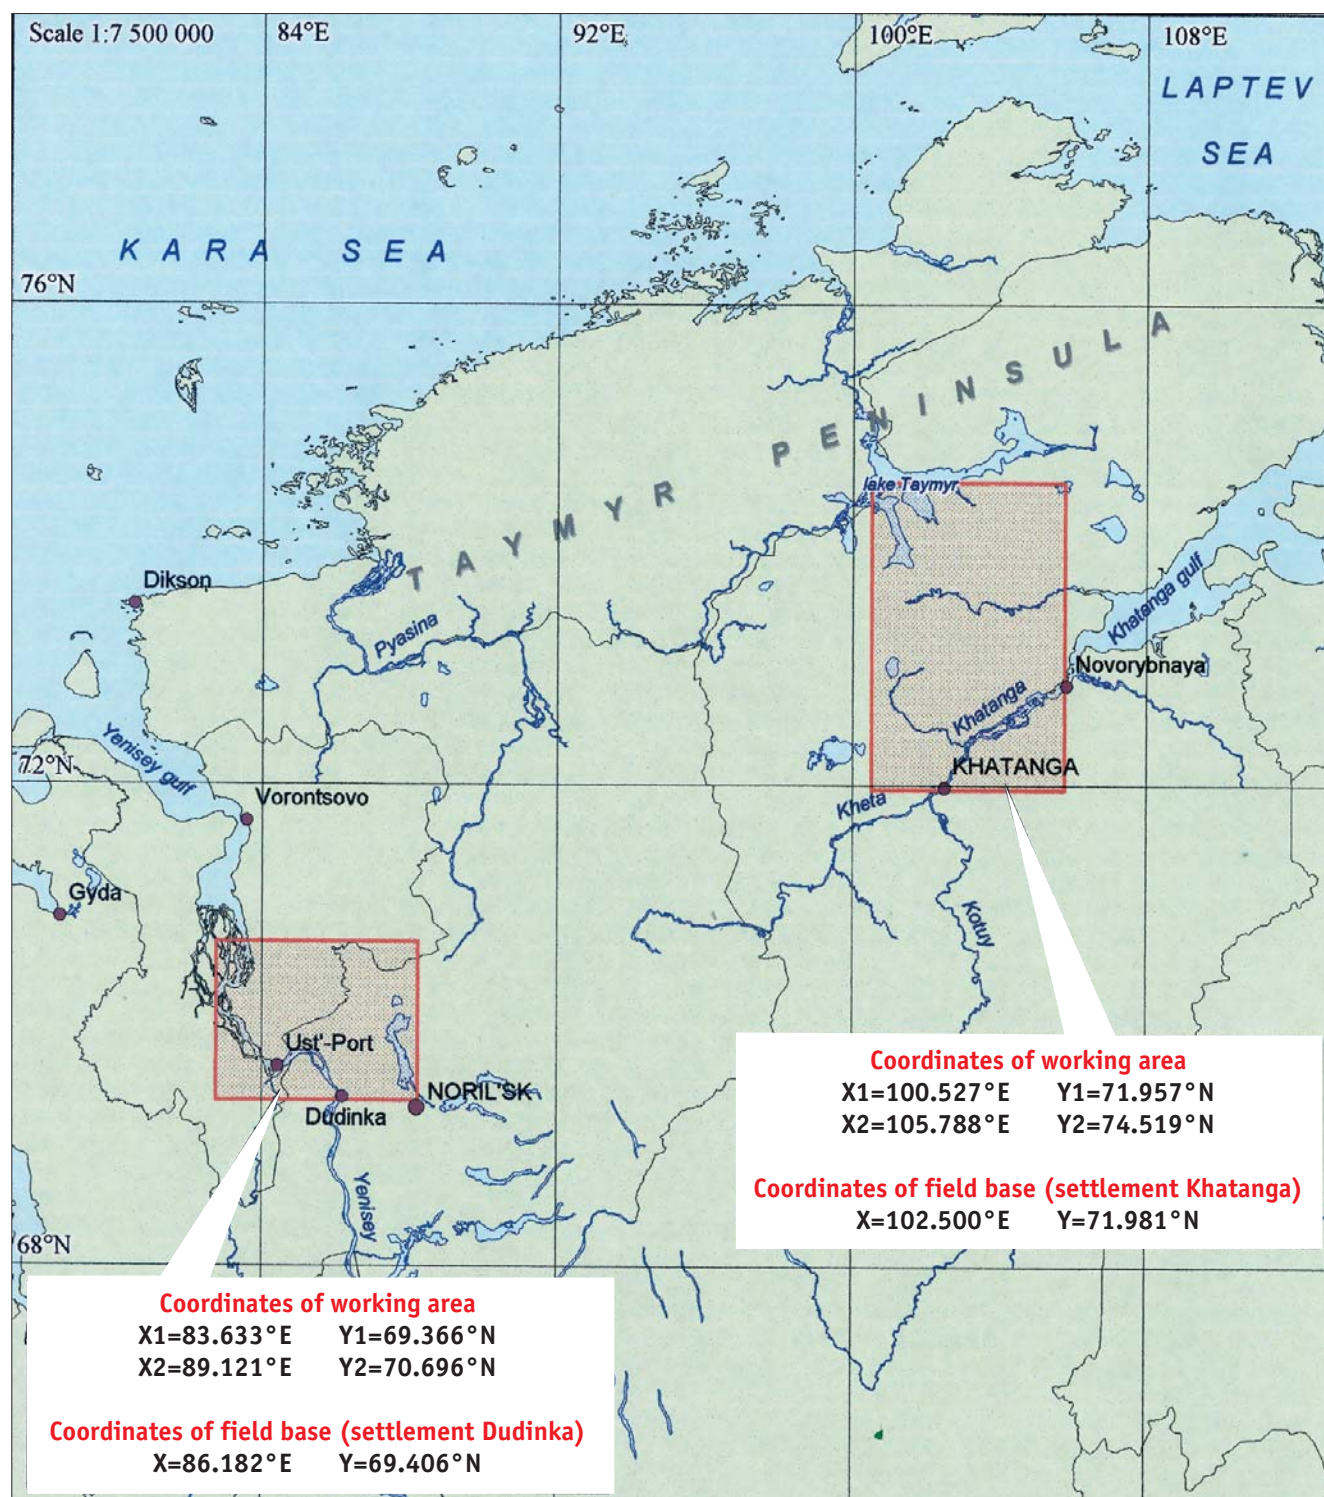 Scale 1:7 500 000
84°E
92°E
100°E
108°E
LAPTEV
SEA
KARA SEA
76°N
TAYMYR PENINSULA
lake Taymyr
Dikson
Pyasina
Khatanga gulf
Novorybnaya
Khatanga
Yenisey gulf
72°N
KHATANGA
Vorontsovo
Kheta
Gyda
Kotuy
Ust'-Port
NORIL'SK
Dudinka
Yenisey
68°N
Coordinates of working area
X1=100.527°E Y1=71.957°N
X2=105.788°E Y2=74.519°N
Coordinates of field base (settlement Khatanga)
X=102.500°E Y=71.981°N
Coordinates of working area
X1=83.633°E Y1=69.366°N
X2=89.121°E Y2=70.696°N
Coordinates of field base (settlement Dudinka)
X=86.182°E Y=69.406°N